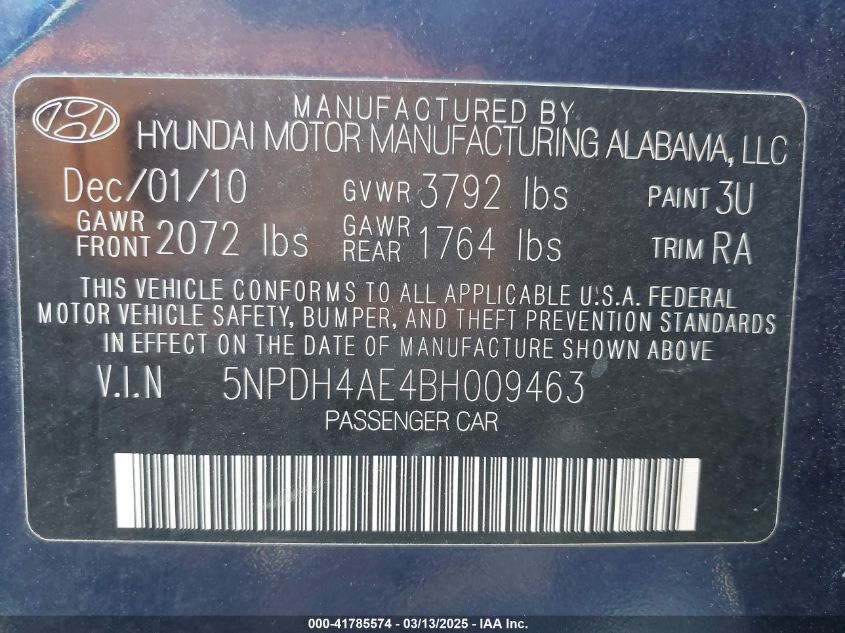 MANUFACTURED BY
HYUNDAI MOTOR MANUFACTURING ALABAMA, LLC
Dec/01/10 GVWR 3792 lbs PAINT 3U
GAWR FRONT 2072 lbs GAWR REAR 1764 lbs TRIM RA
THIS VEHICLE CONFORMS TO ALL APPLICABLE U.S.A. FEDERAL
MOTOR VEHICLE SAFETY, BUMPER, AND THEFT PREVENTION STANDARDS
IN EFFECT ON THE DATE OF MANUFACTURE SHOWN ABOVE
V.I.N 5NPDH4AE4BH009463
PASSENGER CAR
000-41785574 - 03/13/2025 - IAA Inc.